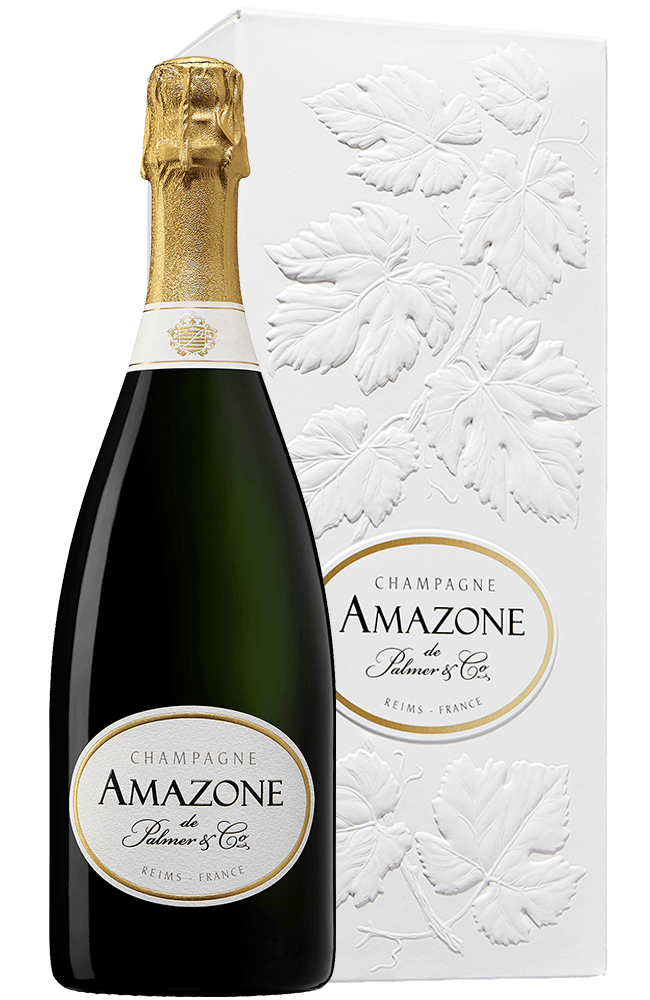 CHAMPAGNE
AMAZONE
de
Palmer & Co
REIMS - FRANCE
CHAMPAGNE
AMAZONE
de
Palmer & Co
REIMS - FRANCE